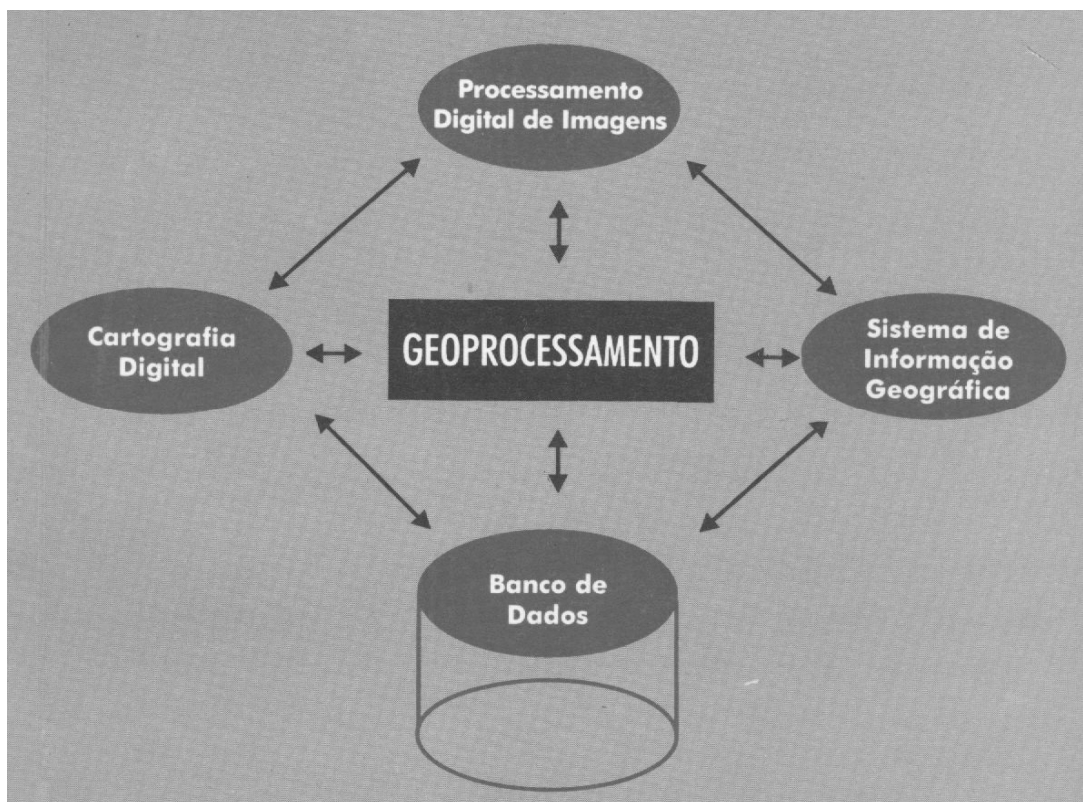 Processamento
Digital de Imagens
Cartografia
Digital
GEOPROCESSAMENTO
Sistema de
Informação
Geográfica
Banco de
Dados